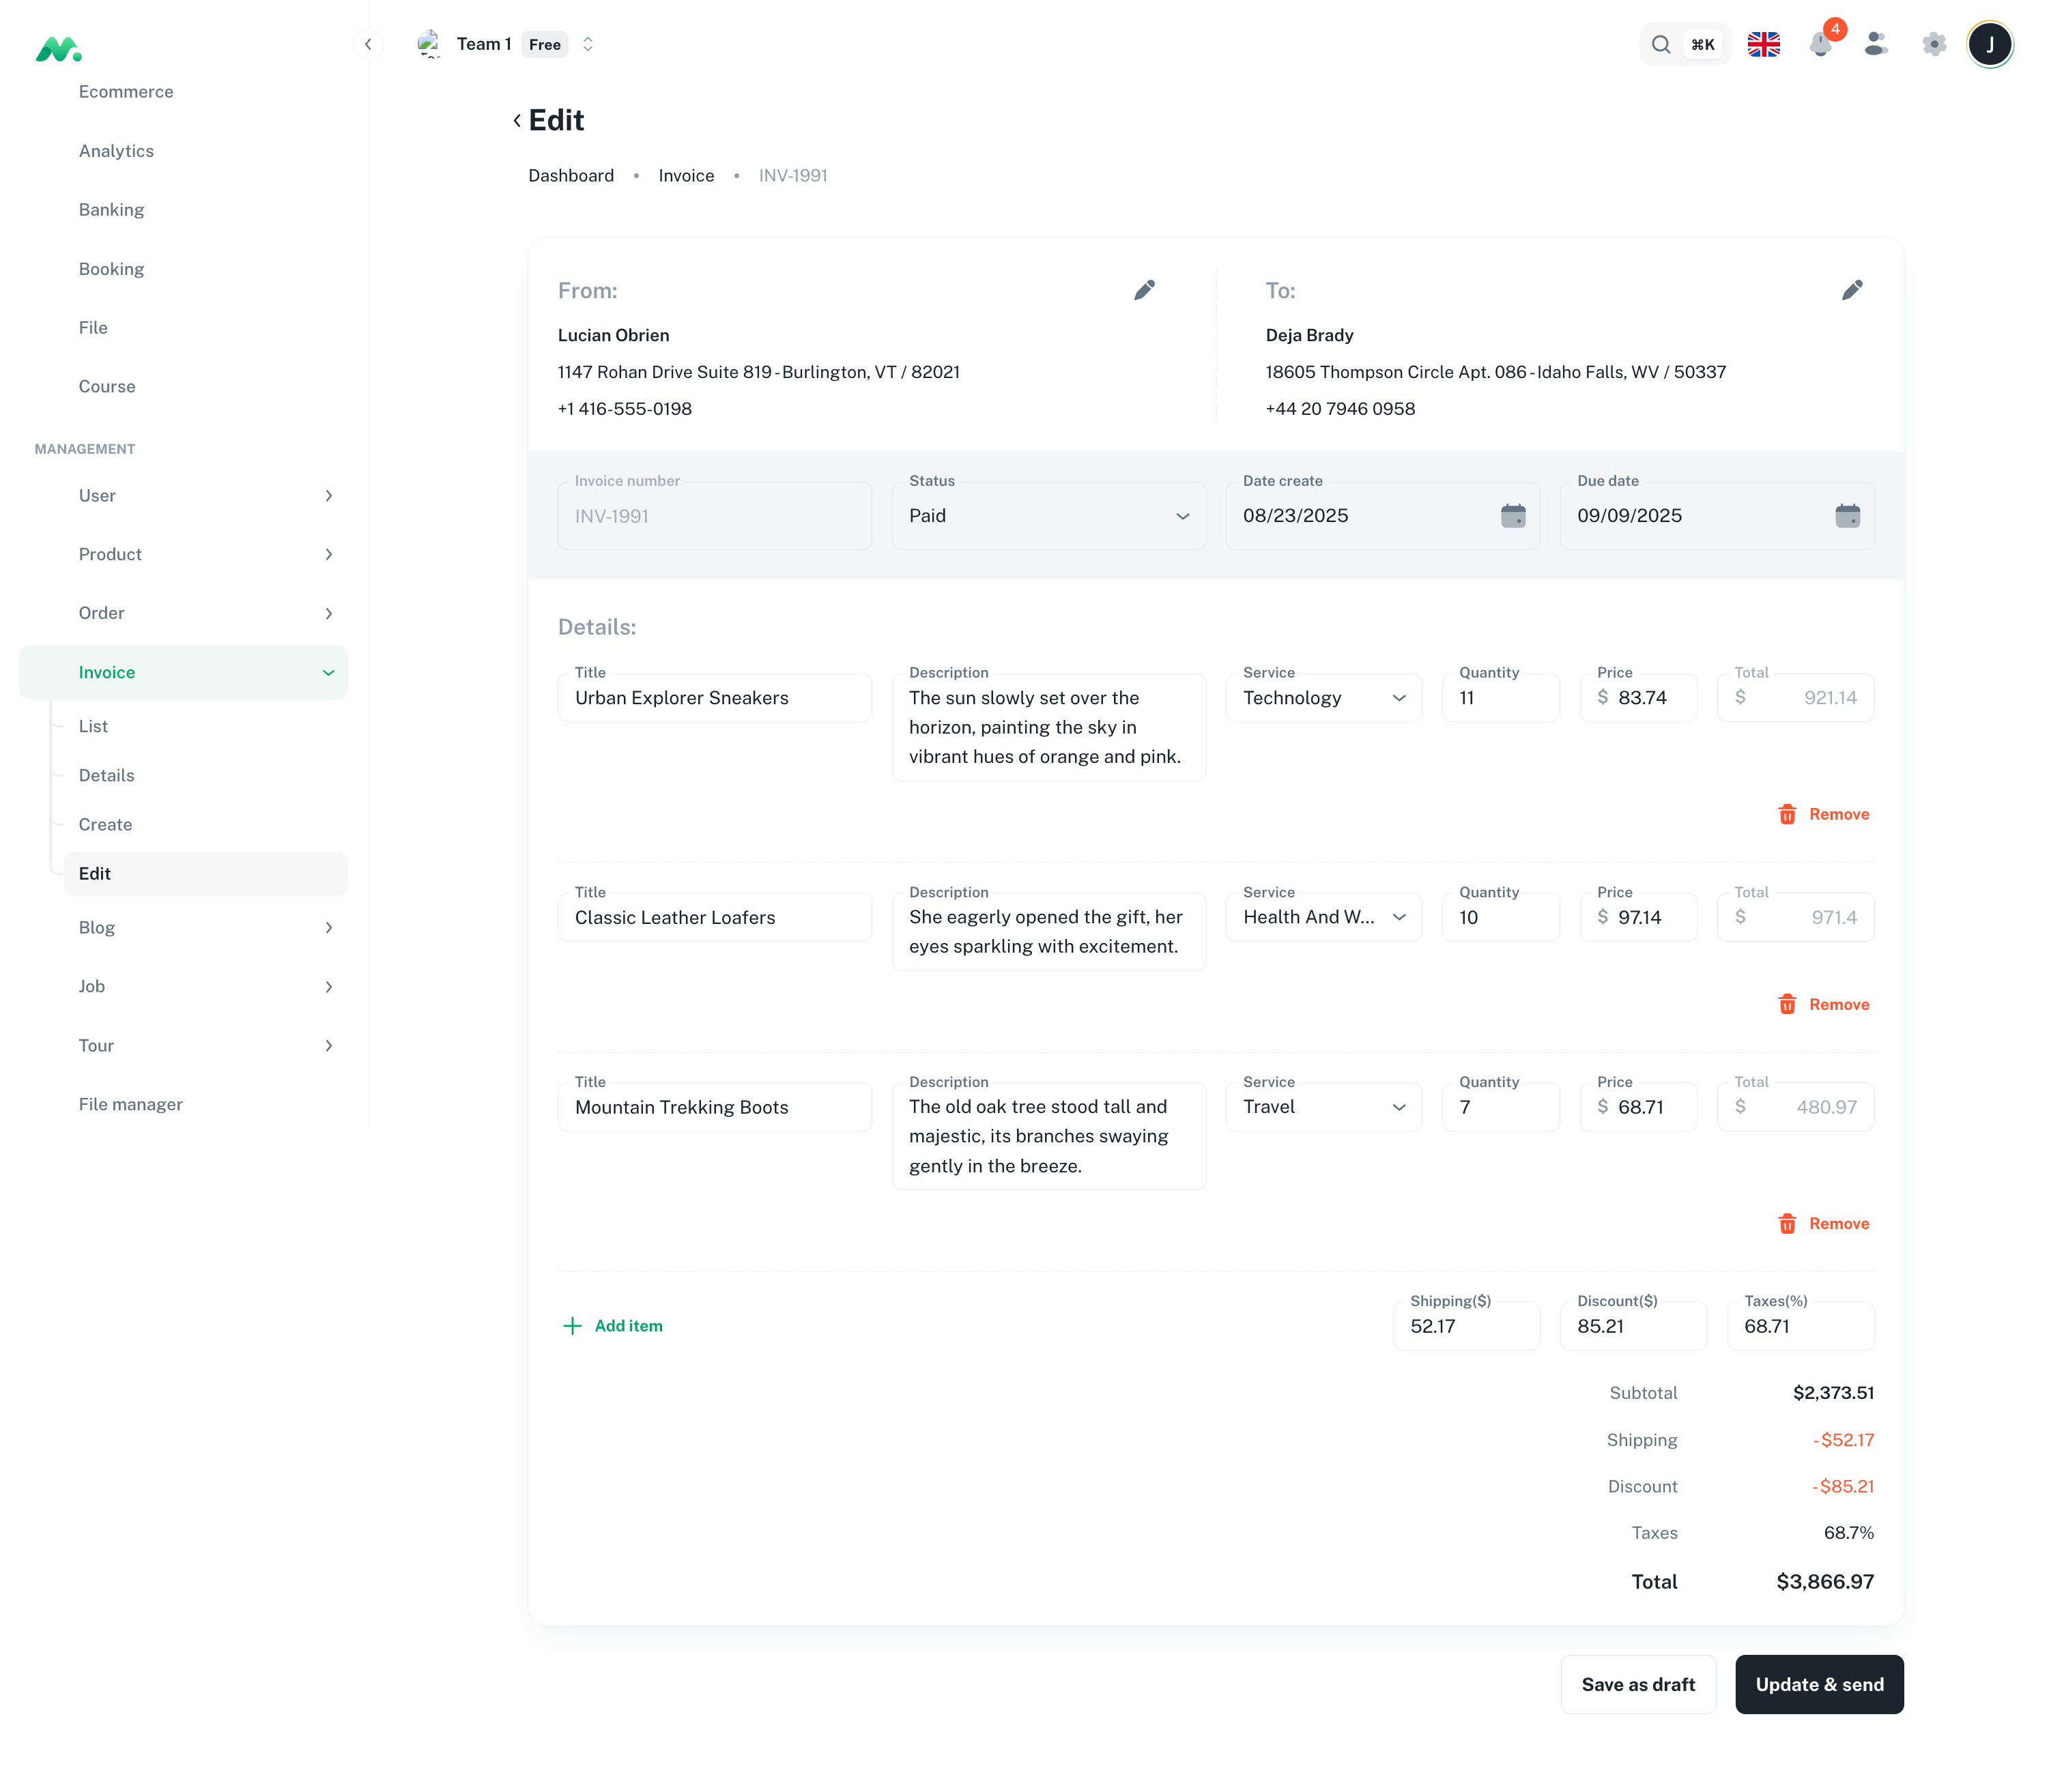 Team 1 Free
⌘K
4
J
Ecommerce
Analytics
Banking
Booking
File
Course
MANAGEMENT
User
Product
Order
Invoice
List
Details
Create
Edit
Blog
Job
Tour
File manager
Edit
Dashboard • Invoice • INV-1991
From:
Lucian Obrien
1147 Rohan Drive Suite 819 - Burlington, VT / 82021
+1 416-555-0198
To:
Deja Brady
18605 Thompson Circle Apt. 086 - Idaho Falls, WV / 50337
+44 20 7946 0958
Invoice number
INV-1991
Status
Paid
Date create
08/23/2025
Due date
09/09/2025
Details:
Title
Urban Explorer Sneakers
Description
The sun slowly set over the
horizon, painting the sky in
vibrant hues of orange and pink.
Service
Technology
Quantity
11
Price
$ 83.74
Total
$ 921.14
Remove
Title
Classic Leather Loafers
Description
She eagerly opened the gift, her
eyes sparkling with excitement.
Service
Health And W...
Quantity
10
Price
$ 97.14
Total
$ 971.4
Remove
Title
Mountain Trekking Boots
Description
The old oak tree stood tall and
majestic, its branches swaying
gently in the breeze.
Service
Travel
Quantity
7
Price
$ 68.71
Total
$ 480.97
Remove
Add item
Shipping($)
52.17
Discount($)
85.21
Taxes(%)
68.71
Subtotal $2,373.51
Shipping -$52.17
Discount -$85.21
Taxes 68.7%
Total $3,866.97
Save as draft
Update & send